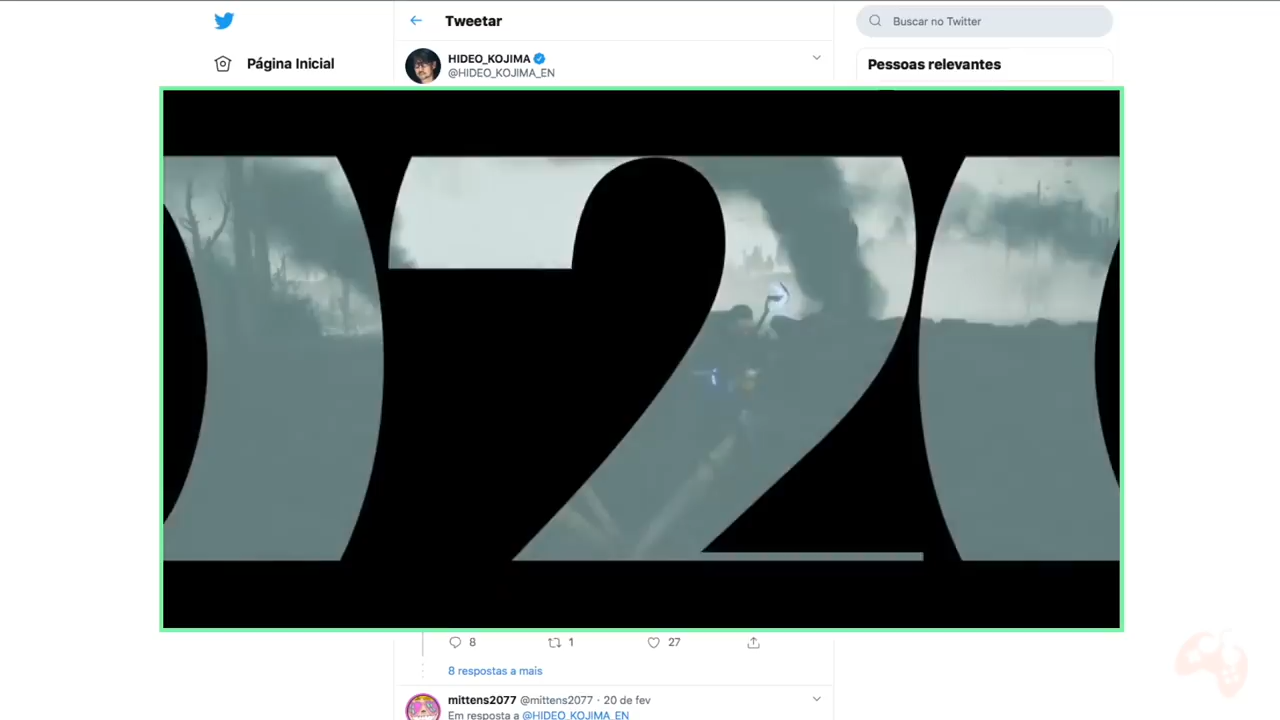 Tweetar
Buscar no Twitter
Página Inicial
HIDEO_KOJIMA
@HIDEO_KOJIMA_EN
Pessoas relevantes
020
8
1
27
8 respostas a mais
mittens2077 @mittens2077 · 20 de fev
Em resposta a @HIDEO_KOJIMA_EN